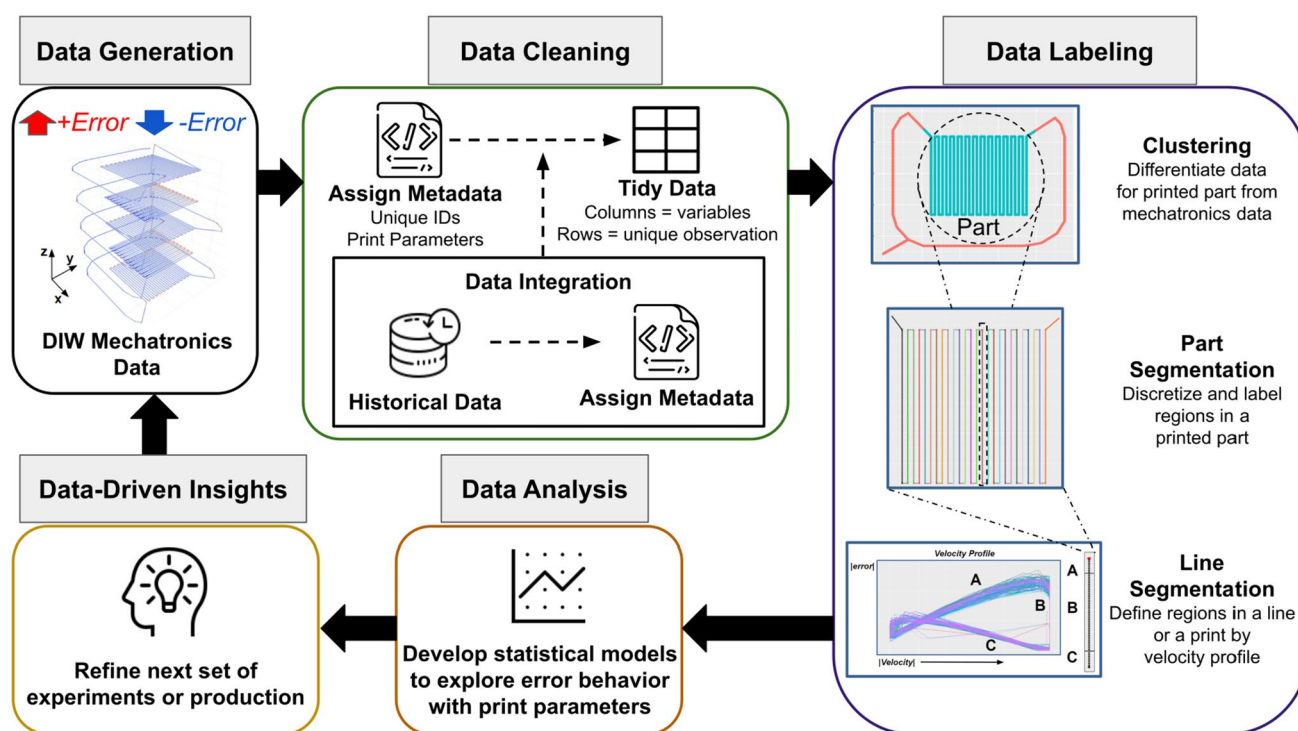 Data Generation
+Error -Error
z
y
x
DIW Mechatronics
Data
Data Cleaning
Assign Metadata
Unique IDs
Print Parameters
Tidy Data
Columns = variables
Rows = unique observation
Data Integration
Historical Data
Assign Metadata
Data Labeling
Part
Clustering
Differentiate data
for printed part from
mechatronics data
Part
Segmentation
Discretize and label
regions in a
printed part
Velocity Profile
|error|
A
B
C
|Velocity|
A
B
C
Line
Segmentation
Define regions in a line
or a print by
velocity profile
Data Analysis
Develop statistical models
to explore error behavior
with print parameters
Data-Driven Insights
Refine next set of
experiments or production